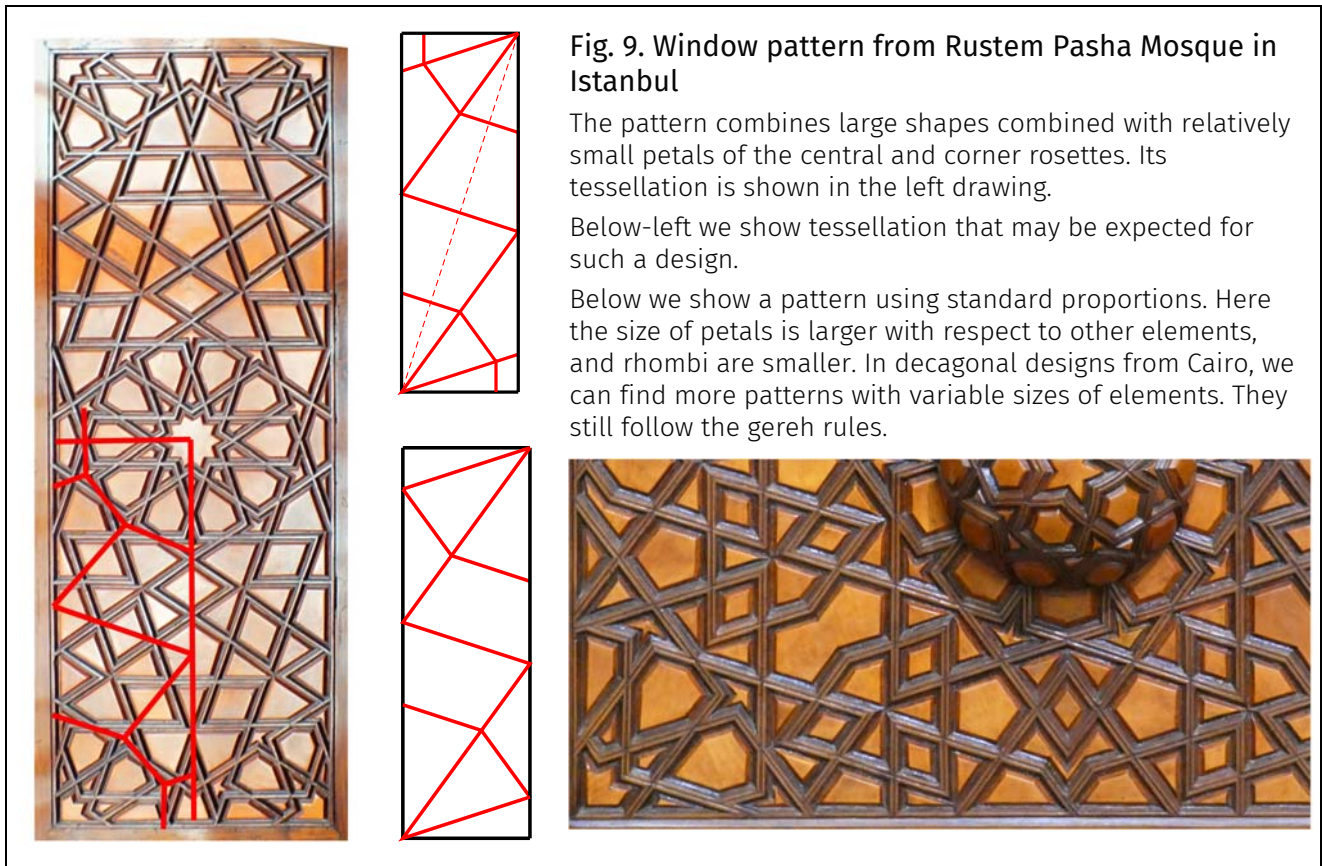 Fig. 9. Window pattern from Rustem Pasha Mosque in
Istanbul
The pattern combines large shapes combined with relatively
small petals of the central and corner rosettes. Its
tessellation is shown in the left drawing.
Below-left we show tessellation that may be expected for
such a design.
Below we show a pattern using standard proportions. Here
the size of petals is larger with respect to other elements,
and rhombi are smaller. In decagonal designs from Cairo, we
can find more patterns with variable sizes of elements. They
still follow the gereh rules.